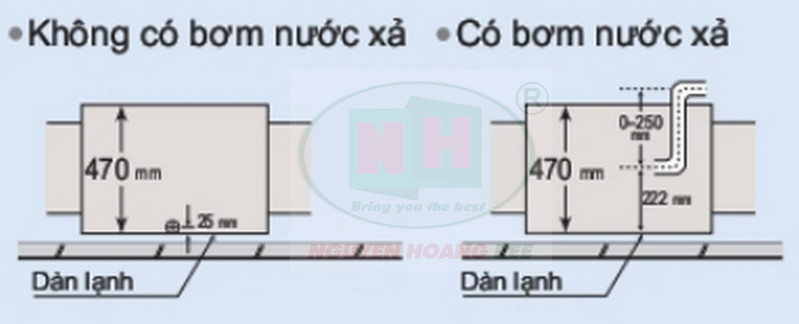 •Không có bơm nước xả
•Có bơm nước xả
®
470 mm
25 mm
Dàn lạnh
470 mm
0-250 mm
222 mm
Dàn lạnh
NH
Bring you the best
NGUYEN HOANG EE